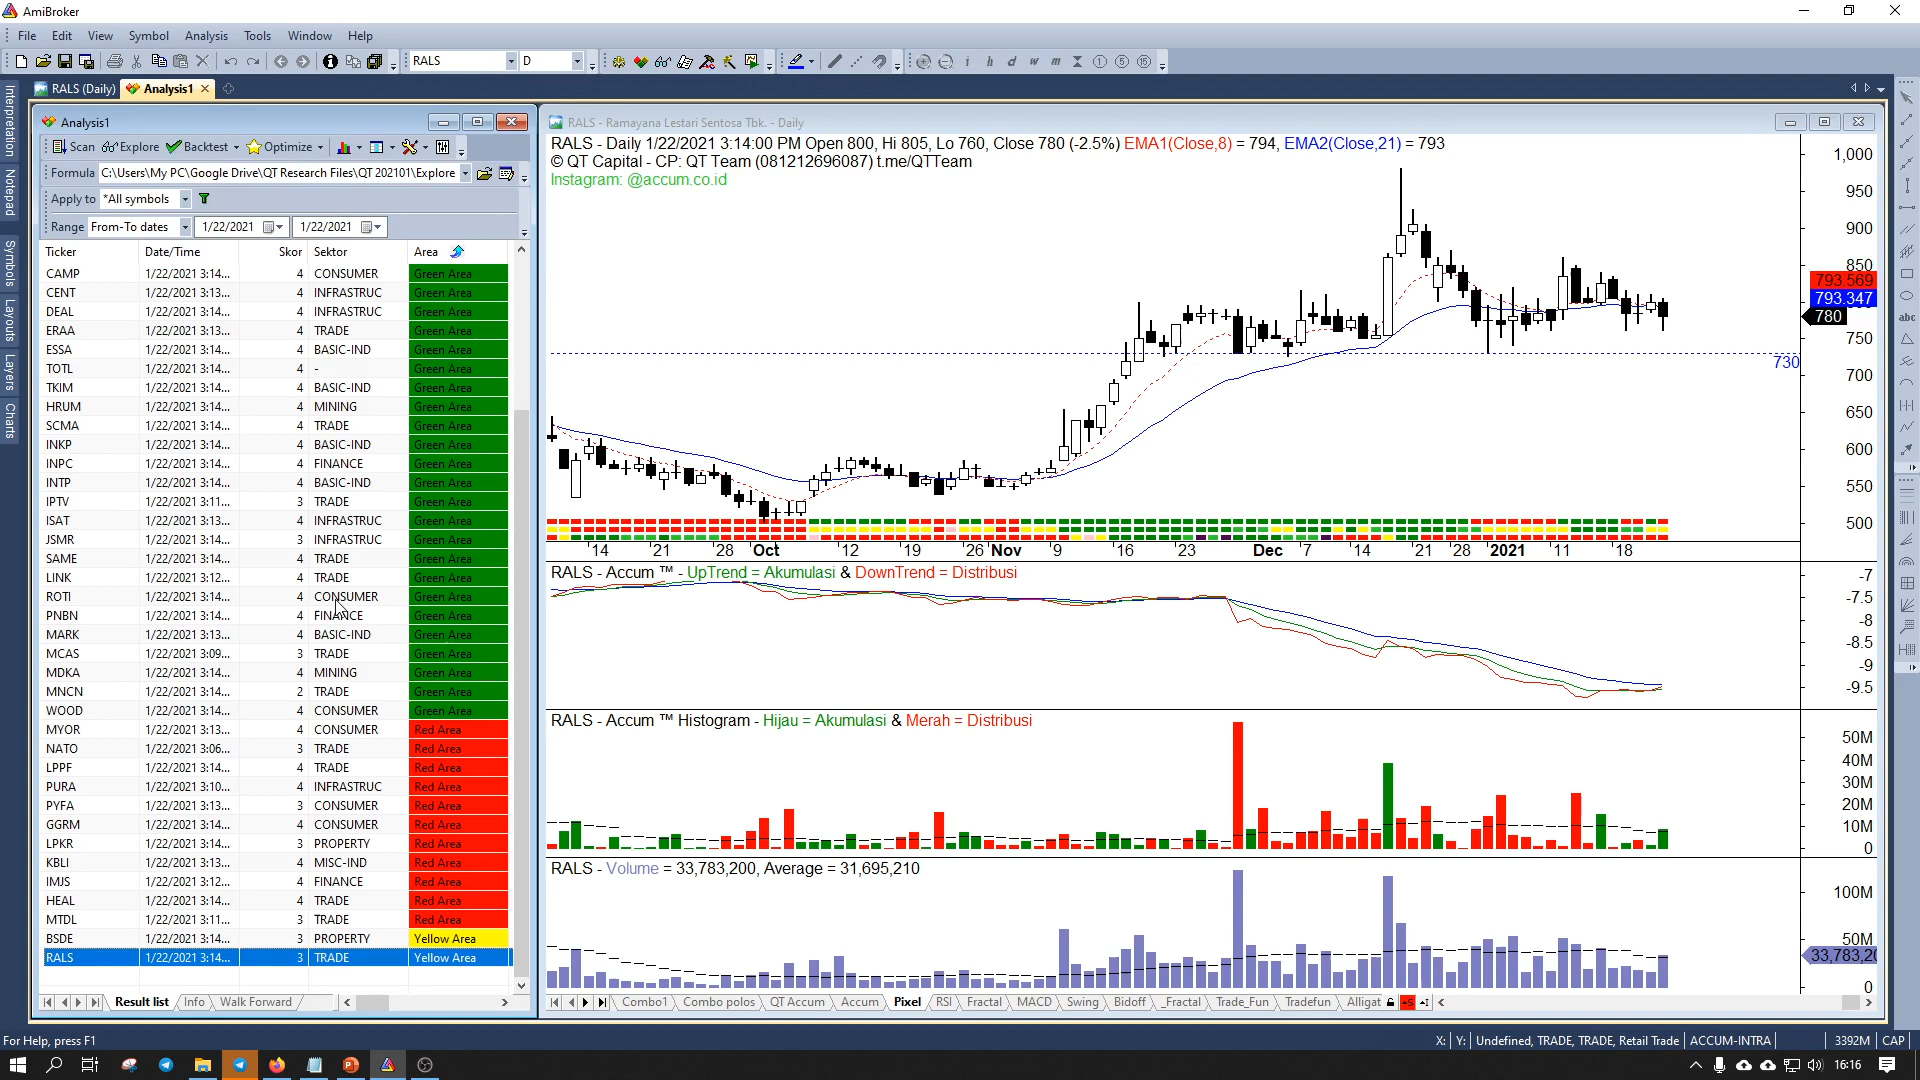 AmiBroker
File Edit View Symbol Analysis Tools Window Help
RALS D
RALS (Daily) Analysis1
Interpretation
Notepad
Symbols
Layouts
Layers
Charts
Analysis1
Scan Explore Backtest Optimize
Formula C:\Users\My PC\Google Drive\QT Research Files\QT 202101\Explore
Apply to *All symbols
Range From-To dates 1/22/2021 1/22/2021
Ticker Date/Time Skor Sektor Area
CAMP 1/22/2021 3:14... 4 CONSUMER Green Area
CENT 1/22/2021 3:13... 4 INFRASTRUC Green Area
DEAL 1/22/2021 3:14... 4 INFRASTRUC Green Area
ERAA 1/22/2021 3:13... 4 TRADE Green Area
ESSA 1/22/2021 3:14... 4 BASIC-IND Green Area
TOTL 1/22/2021 3:14... 4 - Green Area
TKIM 1/22/2021 3:14... 4 BASIC-IND Green Area
HRUM 1/22/2021 3:14... 4 MINING Green Area
SCMA 1/22/2021 3:14... 4 TRADE Green Area
INKP 1/22/2021 3:14... 4 BASIC-IND Green Area
INPC 1/22/2021 3:14... 4 FINANCE Green Area
INTP 1/22/2021 3:14... 4 BASIC-IND Green Area
IPTV 1/22/2021 3:11... 3 TRADE Green Area
ISAT 1/22/2021 3:13... 4 INFRASTRUC Green Area
JSMR 1/22/2021 3:14... 3 INFRASTRUC Green Area
SAME 1/22/2021 3:14... 4 TRADE Green Area
LINK 1/22/2021 3:12... 4 TRADE Green Area
ROTI 1/22/2021 3:14... 4 CONSUMER Green Area
PNBN 1/22/2021 3:14... 4 FINANCE Green Area
MARK 1/22/2021 3:13... 4 BASIC-IND Green Area
MCAS 1/22/2021 3:09... 3 TRADE Green Area
MDKA 1/22/2021 3:14... 4 MINING Green Area
MNCN 1/22/2021 3:14... 2 TRADE Green Area
WOOD 1/22/2021 3:14... 4 CONSUMER Green Area
MYOR 1/22/2021 3:13... 4 CONSUMER Red Area
NATO 1/22/2021 3:06... 3 TRADE Red Area
LPPF 1/22/2021 3:14... 4 TRADE Red Area
PURA 1/22/2021 3:10... 4 INFRASTRUC Red Area
PYFA 1/22/2021 3:13... 3 CONSUMER Red Area
GGRM 1/22/2021 3:14... 4 CONSUMER Red Area
LPKR 1/22/2021 3:14... 3 PROPERTY Red Area
KBLI 1/22/2021 3:13... 4 MISC-IND Red Area
IMJS 1/22/2021 3:12... 4 FINANCE Red Area
HEAL 1/22/2021 3:14... 4 TRADE Red Area
MTDL 1/22/2021 3:11... 3 TRADE Red Area
BSDE 1/22/2021 3:14... 3 PROPERTY Yellow Area
RALS 1/22/2021 3:14... 3 TRADE Yellow Area
Result list Info Walk Forward
RALS - Ramayana Lestari Sentosa Tbk. - Daily
RALS - Daily 1/22/2021 3:14:00 PM Open 800, Hi 805, Lo 760, Close 780 (-2.5%) EMA1(Close,8) = 794, EMA2(Close,21) = 793
© QT Capital - CP: QT Team (081212696087) t.me/QTTeam
Instagram: @accum.co.id
1,000
950
900
850
793.569
793.347
780
750
730
700
650
600
550
500
14 21 28 Oct 12 19 26 Nov 9 16 23 Dec 7 14 21 28 2021 11 18
RALS - Accum ™ - UpTrend = Akumulasi & DownTrend = Distribusi
-7
-7.5
-8
-8.5
-9
-9.5
RALS - Accum ™ Histogram - Hijau = Akumulasi & Merah = Distribusi
50M
40M
30M
20M
10M
0
RALS - Volume = 33,783,200, Average = 31,695,210
100M
50M
33,783,20
0
Combo1 Combo polos QT Accum Accum Pixel RSI Fractal MACD Swing Bidoff _Fractal Trade_Fun Tradefun Alligat
For Help, press F1
X: Y: Undefined, TRADE, TRADE, Retail Trade ACCUM-INTRA 3392M CAP
16:16